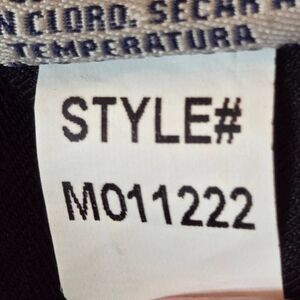 N CLORO. SECAR A
TEMPERATURA
STYLE#
M011222